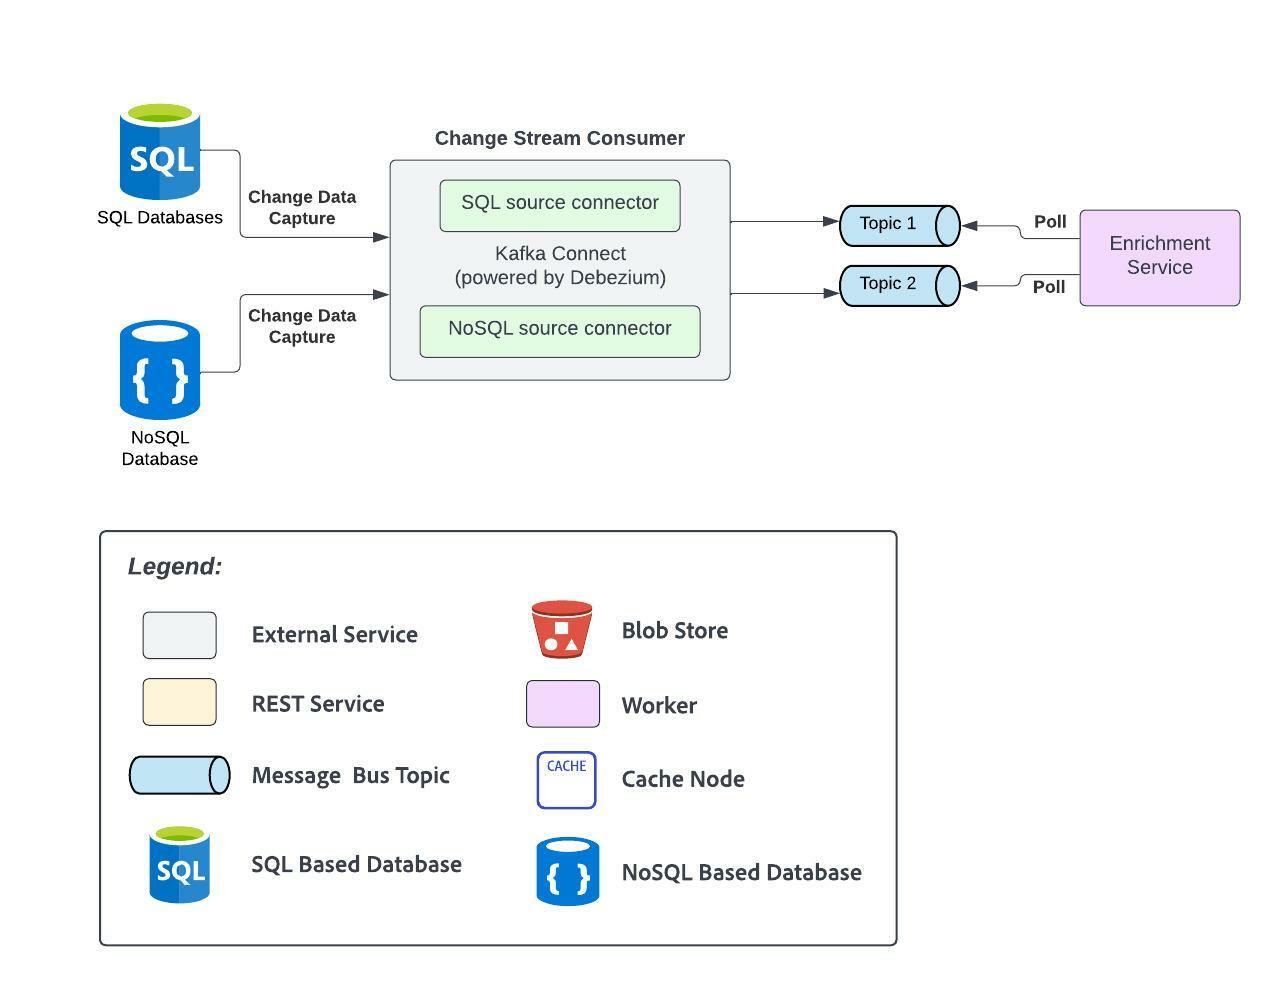 Change Stream Consumer
SQL
SQL Databases
Change Data
Capture
SQL source connector
Kafka Connect
(powered by Debezium)
NoSQL source connector
Topic 1
Poll
Enrichment
Service
Topic 2
Poll
Change Data
Capture
{ }
NoSQL
Database
Legend:
External Service
Blob Store
REST Service
Worker
Message Bus Topic
CACHE
Cache Node
SQL
SQL Based Database
{ }
NoSQL Based Database